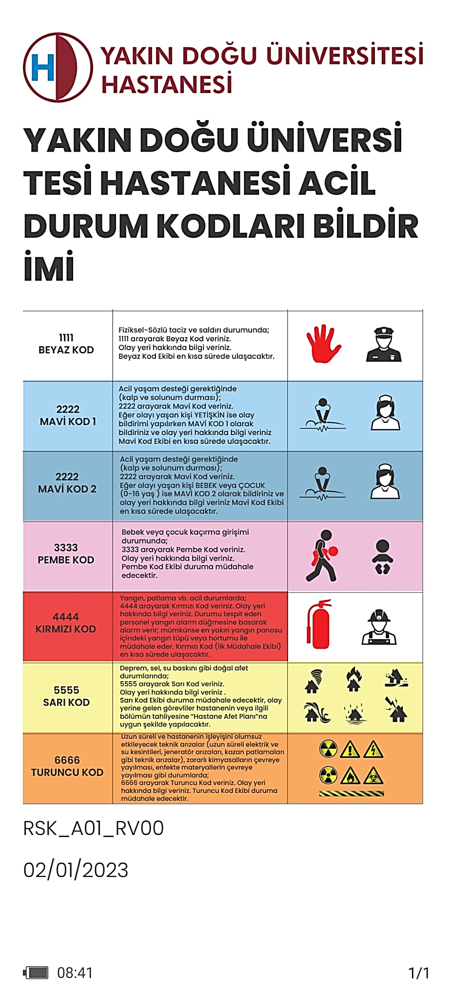 H
YAKIN DOĞU ÜNİVERSİTESİ
HASTANESİ
YAKIN DOĞU ÜNİVERSİ
TESİ HASTANESİ ACİL
DURUM KODLARI BİLDİR
İMİ
1111
BEYAZ KOD
Fiziksel-Sözlü taciz ve saldırı durumunda;
1111 arayarak Beyaz Kod veriniz.
Olay yeri hakkında bilgi veriniz.
Beyaz Kod Ekibi en kısa sürede ulaşacaktır.
2222
MAVİ KOD 1
Acil yaşam desteği gerektiğinde
(kalp ve solunum durması);
2222 arayarak Mavi Kod veriniz.
Eğer olayı yaşan kişi YETİŞKİN ise olay
bildirimi yapılırken MAVİ KOD 1 olarak
bildiriniz ve olay yeri hakkında bilgi veriniz
Mavi Kod Ekibi en kısa sürede ulaşacaktır.
2222
MAVİ KOD 2
Acil yaşam desteği gerektiğinde
(kalp ve solunum durması);
2222 arayarak Mavi Kod veriniz.
Eğer olayı yaşan kişi BEBEK veya ÇOCUK
(0-16 yaş ) ise MAVİ KOD 2 olarak bildiriniz ve
olay yeri hakkında bilgi veriniz Mavi Kod Ekibi
en kısa sürede ulaşacaktır.
3333
PEMBE KOD
Bebek veya çocuk kaçırma girişimi
durumunda;
3333 arayarak Pembe Kod veriniz.
Olay yeri hakkında bilgi veriniz.
Pembe Kod Ekibi duruma müdahale
edecektir.
4444
KIRMIZI KOD
Yangın, patlama vb. acil durumlarda;
4444 arayarak Kırmızı Kod veriniz. Olay yeri
hakkında bilgi veriniz. Durumu tespit eden
personel yangın alarm düğmesine basarak
alarm verir; mümkünse en yakın yangın panosu
içindeki yangın tüpü veya hortumu ile
müdahale eder. Kırmızı Kod (İlk Müdahale Ekibi)
en kısa sürede ulaşacaktır.
5555
SARI KOD
Deprem, sel, su baskını gibi doğal afet
durumlarında;
5555 arayarak Sarı Kod veriniz.
Olay yeri hakkında bilgi veriniz .
Sarı Kod Ekibi duruma müdahale edecektir, olay
yerine gelen görevliler hastanenin veya ilgili
bölümün tahliyesine “Hastane Afet Planı”na
uygun şekilde yapılacaktır.
6666
TURUNCU KOD
Uzun süreli ve hastanenin işleyişini olumsuz
etkileyecek teknik arızalar (uzun süreli elektrik ve
su kesintileri, jeneratör arızaları, kazan patlamaları
gibi teknik arızalar), zararlı kimyasalların çevreye
yayılması, enfekte materyallerin çevreye
yayılması gibi durumlarda;
6666 arayarak Turuncu Kod veriniz. Olay yeri
hakkında bilgi veriniz. Turuncu Kod Ekibi duruma
müdahale edecektir.
RSK_A01_RV00
02/01/2023
08:41
1/1